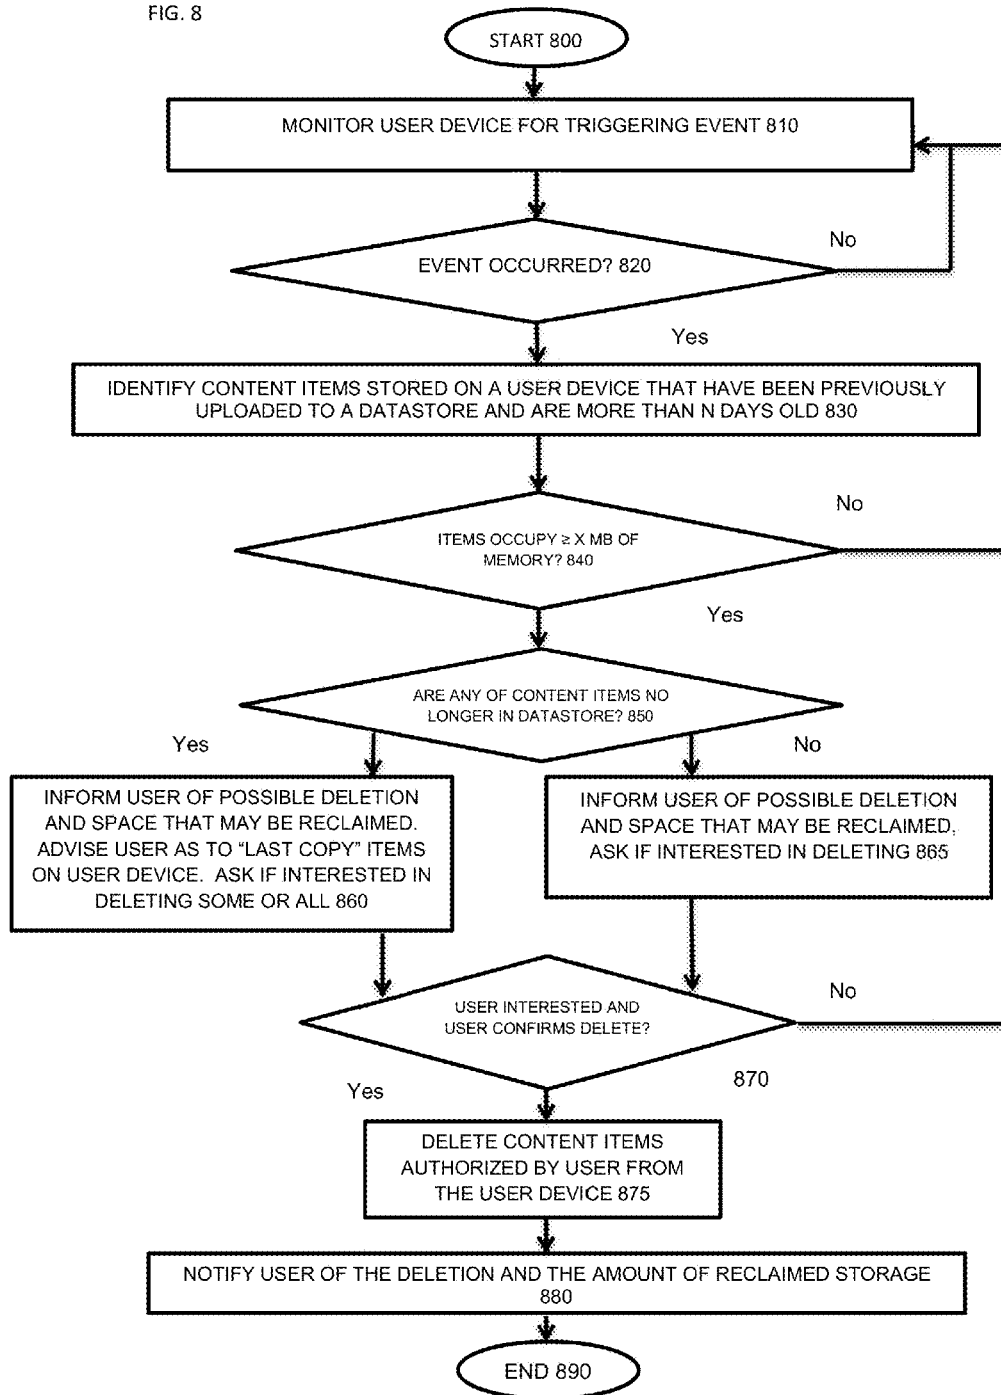 FIG. 8
START 800
MONITOR USER DEVICE FOR TRIGGERING EVENT 810
No
EVENT OCCURRED? 820
Yes
IDENTIFY CONTENT ITEMS STORED ON A USER DEVICE THAT HAVE BEEN PREVIOUSLY
UPLOADED TO A DATASTORE AND ARE MORE THAN N DAYS OLD 830
No
ITEMS OCCUPY ≥ X MB OF
MEMORY? 840
Yes
ARE ANY OF CONTENT ITEMS NO
LONGER IN DATASTORE? 850
Yes
No
INFORM USER OF POSSIBLE DELETION
AND SPACE THAT MAY BE RECLAIMED.
ADVISE USER AS TO “LAST COPY” ITEMS
ON USER DEVICE. ASK IF INTERESTED IN
DELETING SOME OR ALL 860
INFORM USER OF POSSIBLE DELETION
AND SPACE THAT MAY BE RECLAIMED,
ASK IF INTERESTED IN DELETING 865
No
USER INTERESTED AND
USER CONFIRMS DELETE?
870
Yes
DELETE CONTENT ITEMS
AUTHORIZED BY USER FROM
THE USER DEVICE 875
NOTIFY USER OF THE DELETION AND THE AMOUNT OF RECLAIMED STORAGE
880
END 890